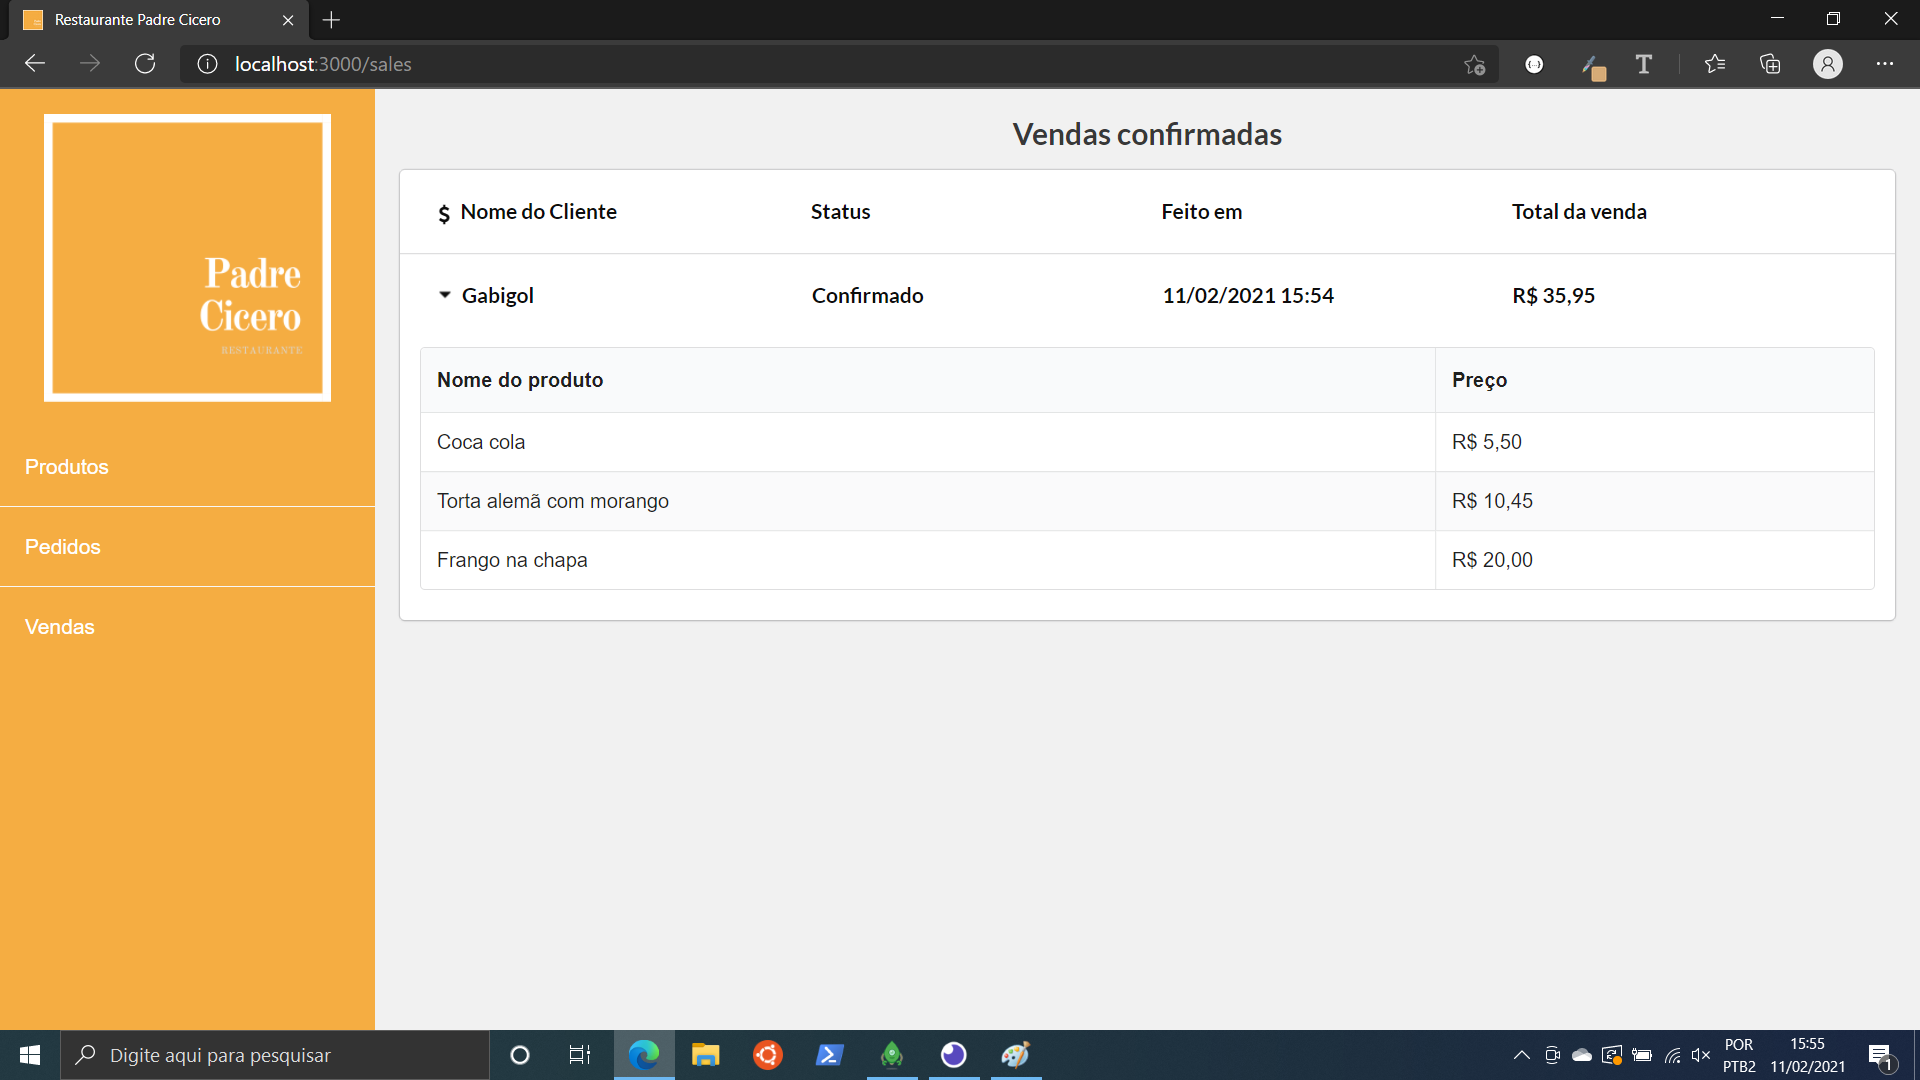 Restaurante Padre Cicero
localhost:3000/sales
Padre
Cicero
RESTAURANTE
Produtos
Pedidos
Vendas
Vendas confirmadas
$ Nome do Cliente Status Feito em Total da venda
Gabigol Confirmado 11/02/2021 15:54 R$ 35,95
Nome do produto Preço
Coca cola R$ 5,50
Torta alemã com morango R$ 10,45
Frango na chapa R$ 20,00
Digite aqui para pesquisar
POR 15:55
PTB2 11/02/2021
1